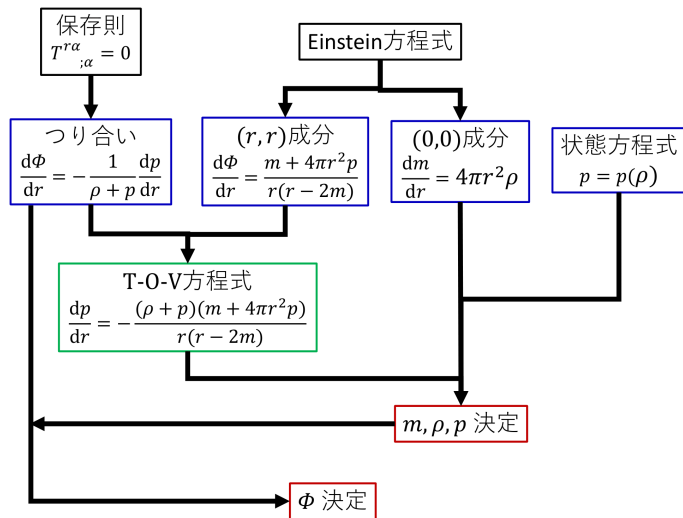 保存則
T^{rα}_{;α} = 0
Einstein方程式
つり合い
dΦ/dr = −1/(ρ + p) dp/dr
(r, r)成分
dΦ/dr = (m + 4πr²p)/(r(r − 2m))
(0,0)成分
dm/dr = 4πr²ρ
状態方程式
p = p(ρ)
T-O-V方程式
dp/dr = −((ρ + p)(m + 4πr²p))/(r(r − 2m))
m, ρ, p 決定
Φ 決定